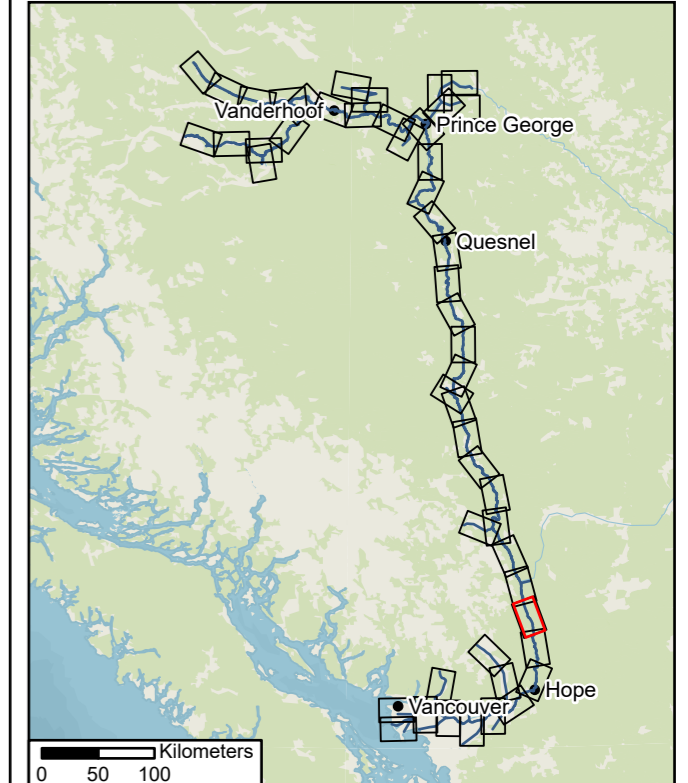 Vanderhoof
Prince George
Quesnel
Hope
Vancouver
Kilometers
0 50 100